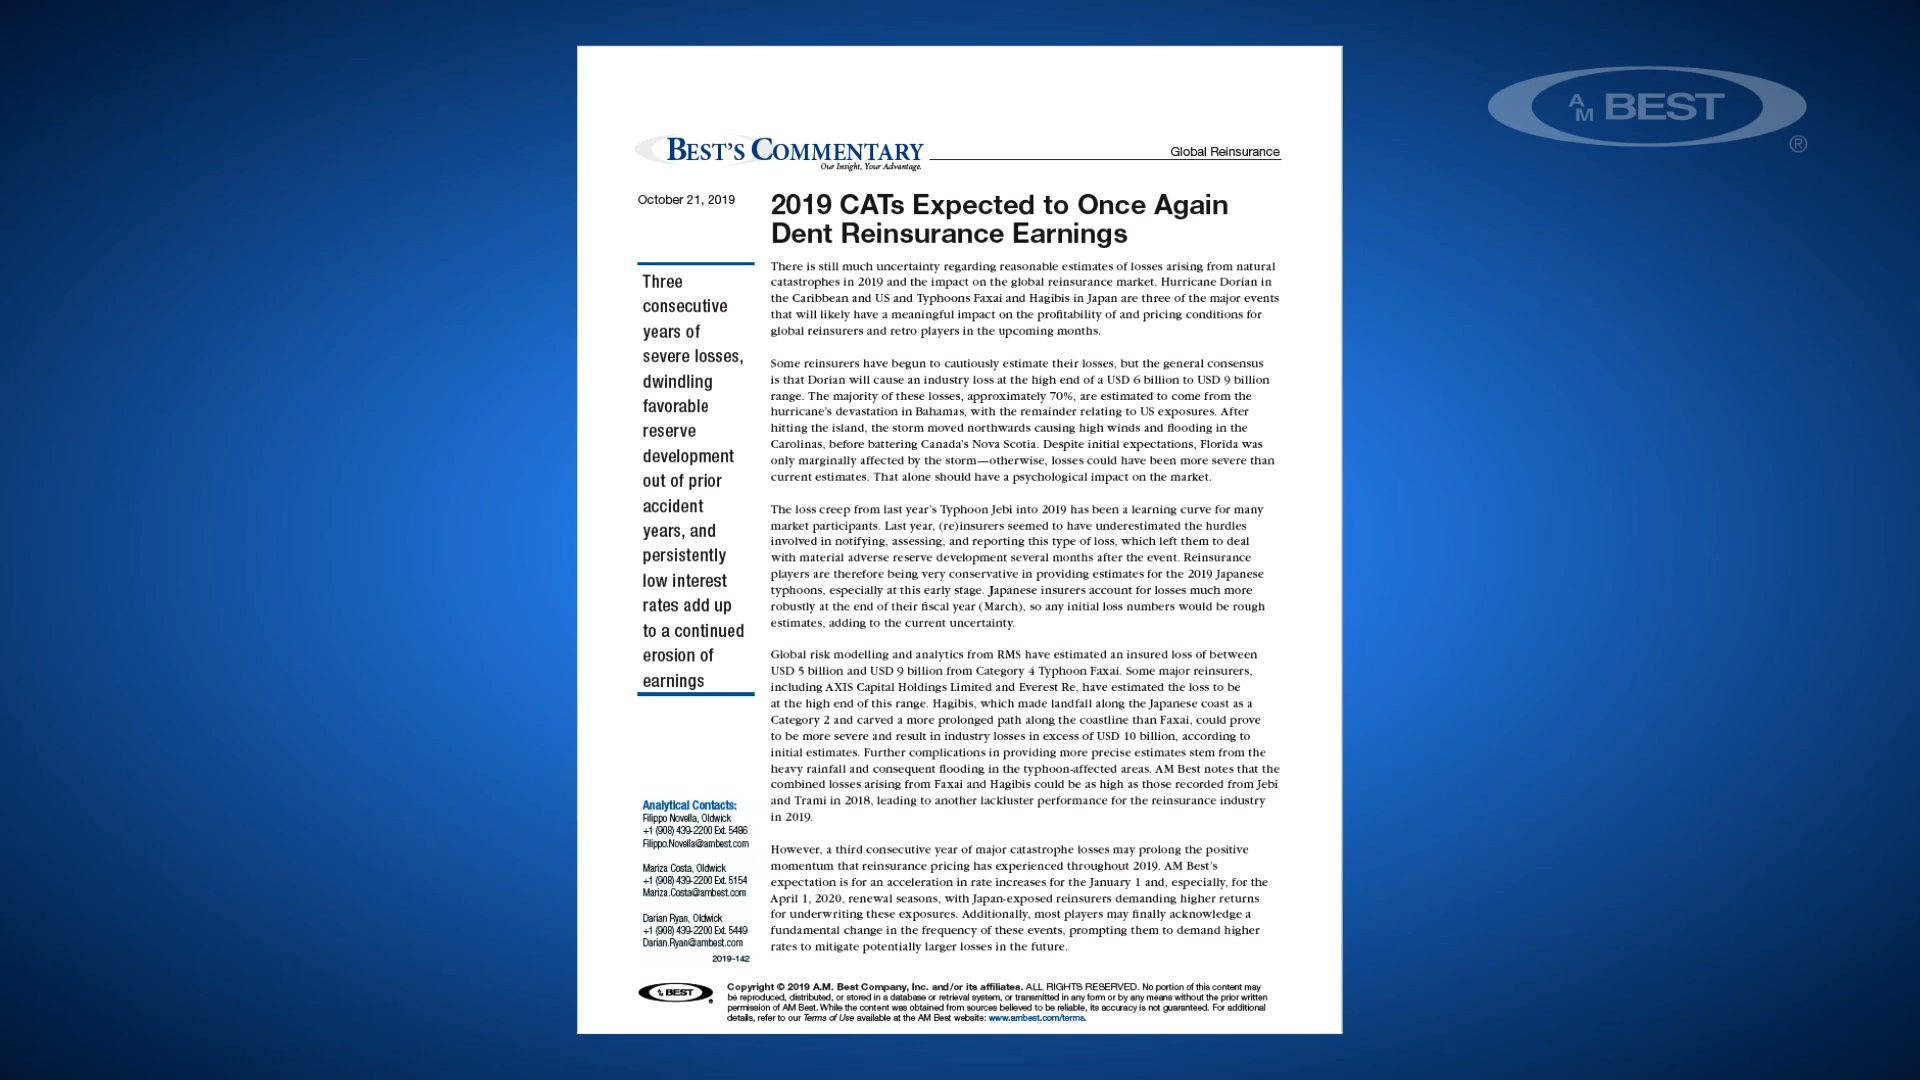 A M BEST ®
BEST'S COMMENTARY
Our Insight, Your Advantage.
Global Reinsurance
October 21, 2019
2019 CATs Expected to Once Again
Dent Reinsurance Earnings
Three
consecutive
years of
severe losses,
dwindling
favorable
reserve
development
out of prior
accident
years, and
persistently
low interest
rates add up
to a continued
erosion of
earnings
There is still much uncertainty regarding reasonable estimates of losses arising from natural
catastrophes in 2019 and the impact on the global reinsurance market. Hurricane Dorian in
the Caribbean and US and Typhoons Faxai and Hagibis in Japan are three of the major events
that will likely have a meaningful impact on the profitability of and pricing conditions for
global reinsurers and retro players in the upcoming months.
Some reinsurers have begun to cautiously estimate their losses, but the general consensus
is that Dorian will cause an industry loss at the high end of a USD 6 billion to USD 9 billion
range. The majority of these losses, approximately 70%, are estimated to come from the
hurricane's devastation in Bahamas, with the remainder relating to US exposures. After
hitting the island, the storm moved northwards causing high winds and flooding in the
Carolinas, before battering Canada's Nova Scotia. Despite initial expectations, Florida was
only marginally affected by the storm—otherwise, losses could have been more severe than
current estimates. That alone should have a psychological impact on the market.
The loss creep from last year's Typhoon Jebi into 2019 has been a learning curve for many
market participants. Last year, (re)insurers seemed to have underestimated the hurdles
involved in notifying, assessing, and reporting this type of loss, which left them to deal
with material adverse reserve development several months after the event. Reinsurance
players are therefore being very conservative in providing estimates for the 2019 Japanese
typhoons, especially at this early stage. Japanese insurers account for losses much more
robustly at the end of their fiscal year (March), so any initial loss numbers would be rough
estimates, adding to the current uncertainty.
Global risk modelling and analytics from RMS have estimated an insured loss of between
USD 5 billion and USD 9 billion from Category 4 Typhoon Faxai. Some major reinsurers,
including AXIS Capital Holdings Limited and Everest Re, have estimated the loss to be
at the high end of this range. Hagibis, which made landfall along the Japanese coast as a
Category 2 and carved a more prolonged path along the coastline than Faxai, could prove
to be more severe and result in industry losses in excess of USD 10 billion, according to
initial estimates. Further complications in providing more precise estimates stem from the
heavy rainfall and consequent flooding in the typhoon-affected areas. AM Best notes that the
combined losses arising from Faxai and Hagibis could be as high as those recorded from Jebi
and Trami in 2018, leading to another lackluster performance for the reinsurance industry
in 2019.
However, a third consecutive year of major catastrophe losses may prolong the positive
momentum that reinsurance pricing has experienced throughout 2019. AM Best's
expectation is for an acceleration in rate increases for the January 1 and, especially, for the
April 1, 2020, renewal seasons, with Japan-exposed reinsurers demanding higher returns
for underwriting these exposures. Additionally, most players may finally acknowledge a
fundamental change in the frequency of these events, prompting them to demand higher
rates to mitigate potentially larger losses in the future.
Analytical Contacts:
Filippo Novella, Oldwick
+1 (908) 439-2200 Ext. 5486
Filippo.Novella@ambest.com
Mariza Costa, Oldwick
+1 (908) 439-2200 Ext. 5154
Mariza.Costa@ambest.com
Darian Ryan, Oldwick
+1 (908) 439-2200 Ext. 5449
Darian.Ryan@ambest.com
2019-142
A M BEST
Copyright © 2019 A.M. Best Company, Inc. and/or its affiliates. ALL RIGHTS RESERVED. No portion of this content may
be reproduced, distributed, or stored in a database or retrieval system, or transmitted in any form or by any means without the prior written
permission of AM Best. While the content was obtained from sources believed to be reliable, its accuracy is not guaranteed. For additional
details, refer to our Terms of Use available at the AM Best website: www.ambest.com/terms.